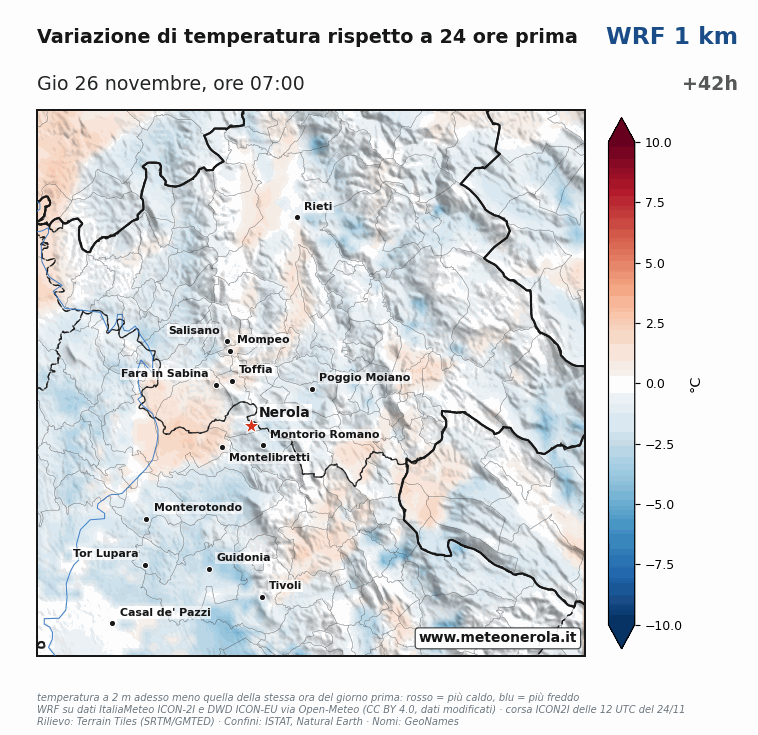 Variazione di temperatura rispetto a 24 ore prima
WRF 1 km
Gio 26 novembre, ore 07:00
+42h
Rieti
Salisano
Mompeo
Fara in Sabina
Toffia
Poggio Moiano
Nerola
Montorio Romano
Montelibretti
Monterotondo
Tor Lupara
Guidonia
Tivoli
Casal de' Pazzi
www.meteonerola.it
10.0
7.5
5.0
2.5
0.0
−2.5
−5.0
−7.5
−10.0
°C
temperatura a 2 m adesso meno quella della stessa ora del giorno prima: rosso = più caldo, blu = più freddo
WRF su dati ItaliaMeteo ICON-2I e DWD ICON-EU via Open-Meteo (CC BY 4.0, dati modificati) · corsa ICON2I delle 12 UTC del 24/11
Rilievo: Terrain Tiles (SRTM/GMTED) · Confini: ISTAT, Natural Earth · Nomi: GeoNames